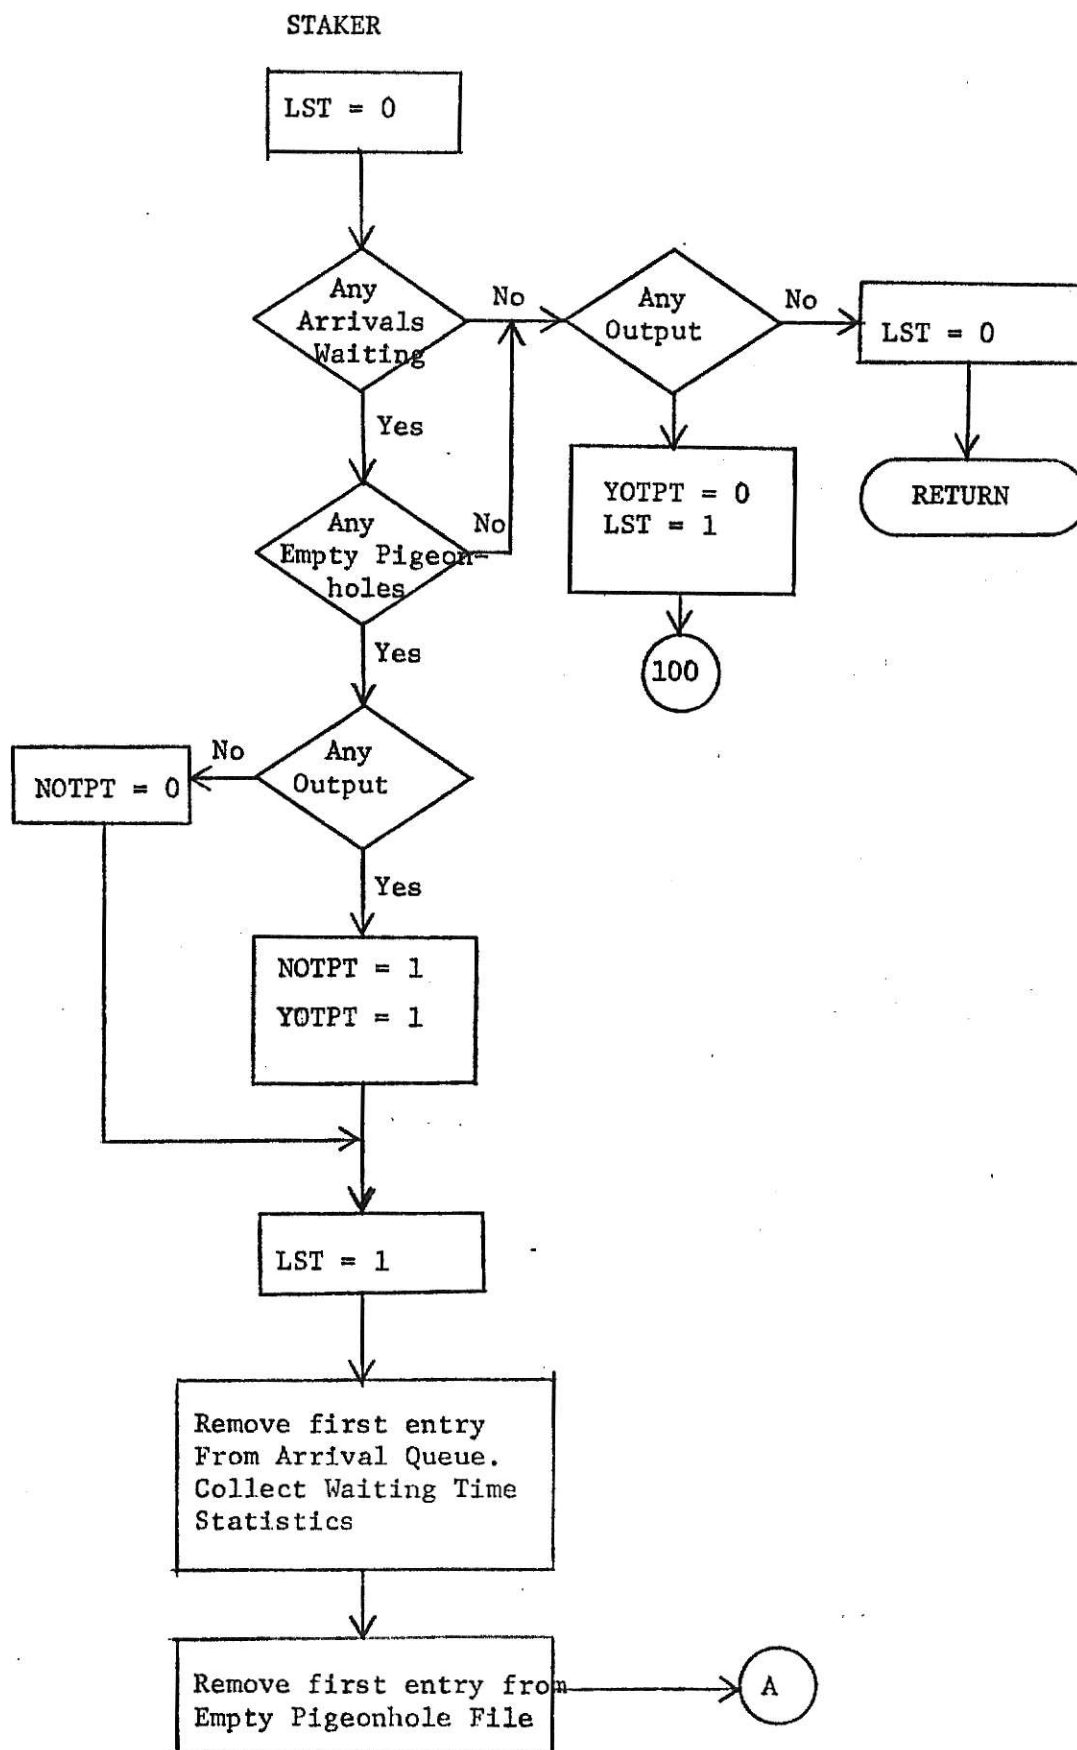 STAKER
LST = 0
Any
Arrivals
Waiting
No
Any
Output
No
LST = 0
RETURN
Yes
YOTPT = 0
LST = 1
100
Any
Empty Pigeon-
holes
No
Yes
Any
Output
No
NOTPT = 0
Yes
NOTPT = 1
YOTPT = 1
LST = 1
Remove first entry
From Arrival Queue.
Collect Waiting Time
Statistics
Remove first entry from
Empty Pigeonhole File
A